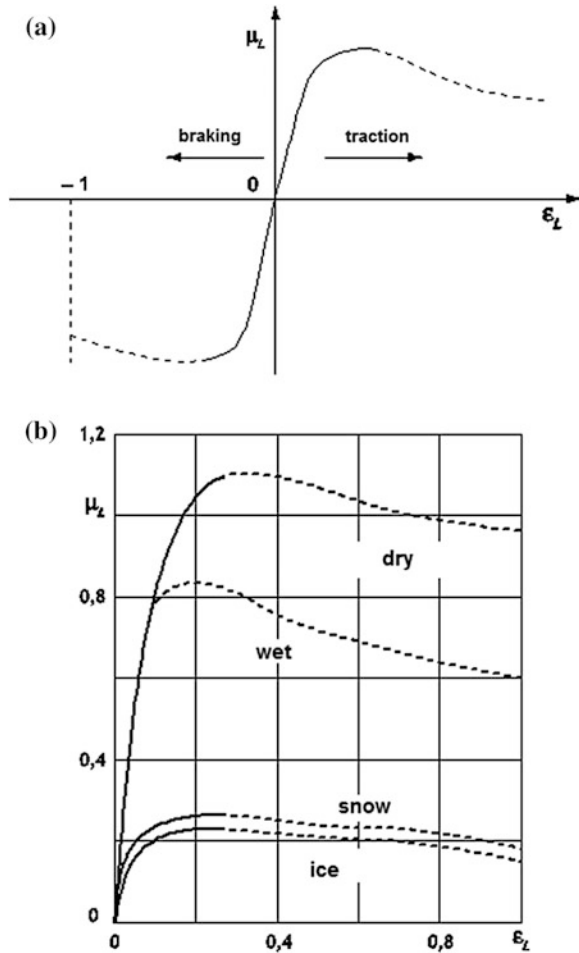 (a)
μL
braking
traction
– 1
0
εL
(b)
1,2
μL
dry
0,8
wet
0,4
snow
ice
0
0
0,4
0,8
εL